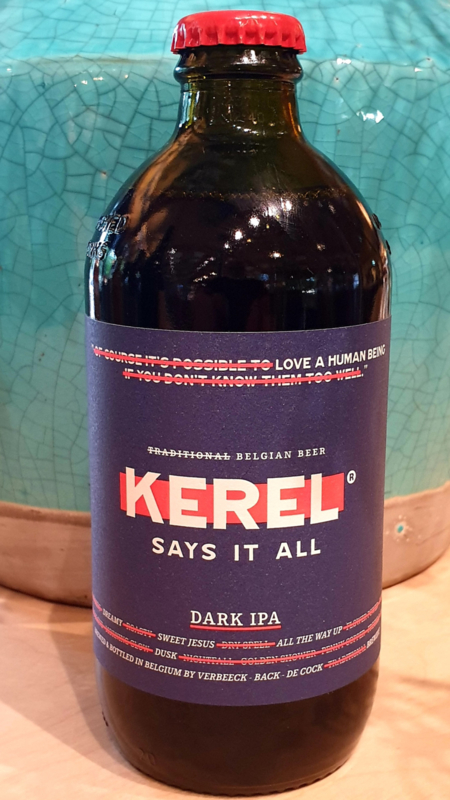 "OF COURSE IT'S POSSIBLE TO LOVE A HUMAN BEING
IF YOU DON'T KNOW THEM TOO WELL."
TRADITIONAL BELGIAN BEER
KEREL®
SAYS IT ALL
DARK IPA
DREAMY TOASTY SWEET JESUS DRY SPELL ALL THE WAY UP
DUSK NIGHTFALL GOLDEN SHOWER
& BOTTLED IN BELGIUM BY VERBEECK - BACK - DE COCK TRADITIONAL